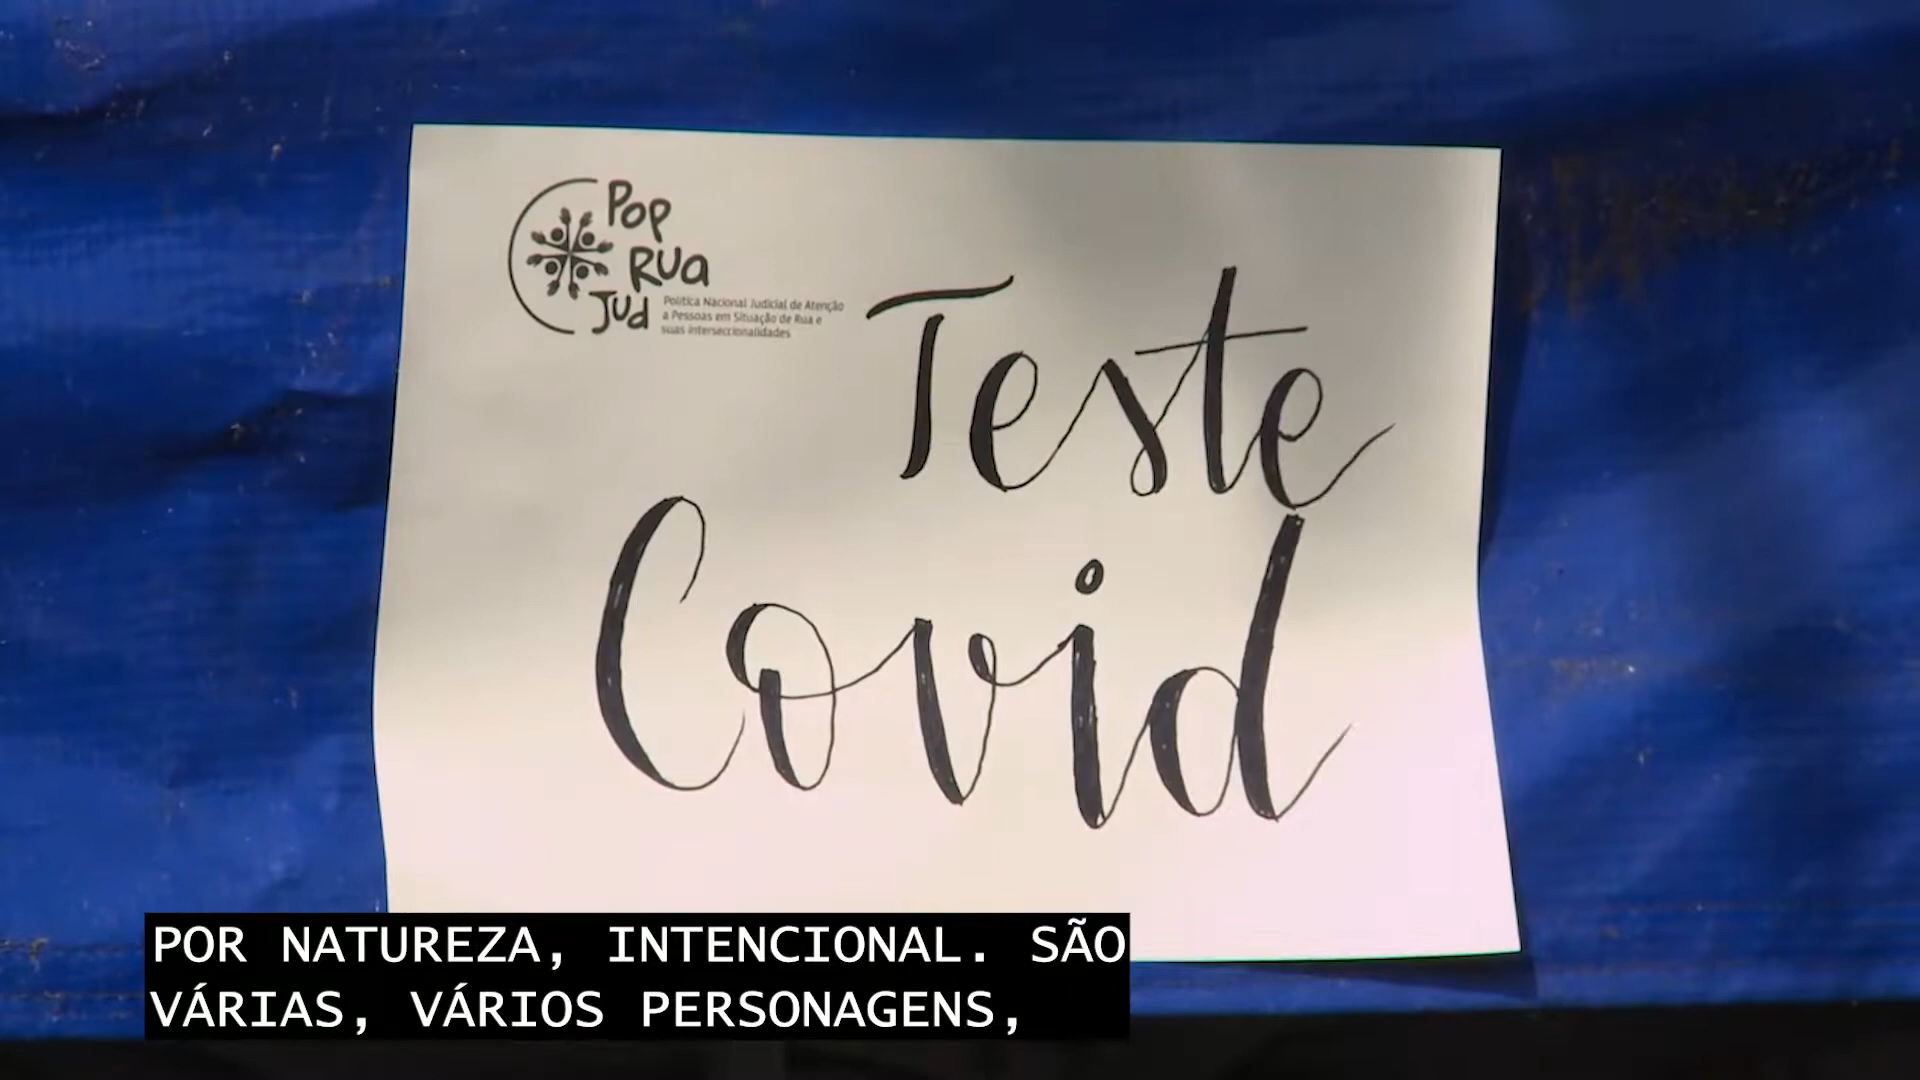 Pop
Rua
Jud
Política Nacional Judicial de Atenção
a Pessoas em Situação de Rua e
suas interseccionalidades
Teste
Covid
POR NATUREZA, INTENCIONAL. SÃO
VÁRIAS, VÁRIOS PERSONAGENS,